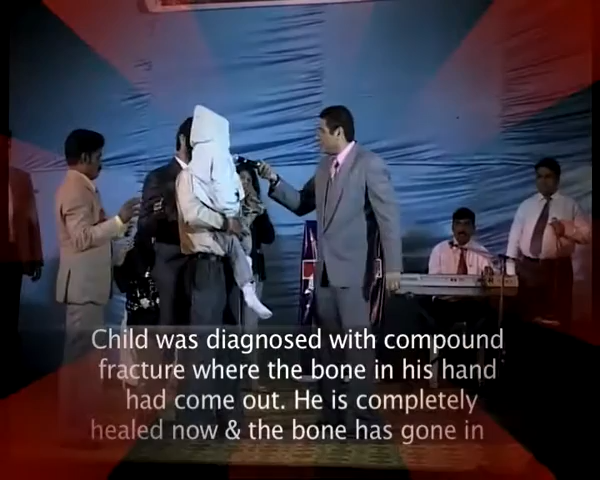 Child was diagnosed with compound
fracture where the bone in his hand
had come out. He is completely
healed now & the bone has gone in